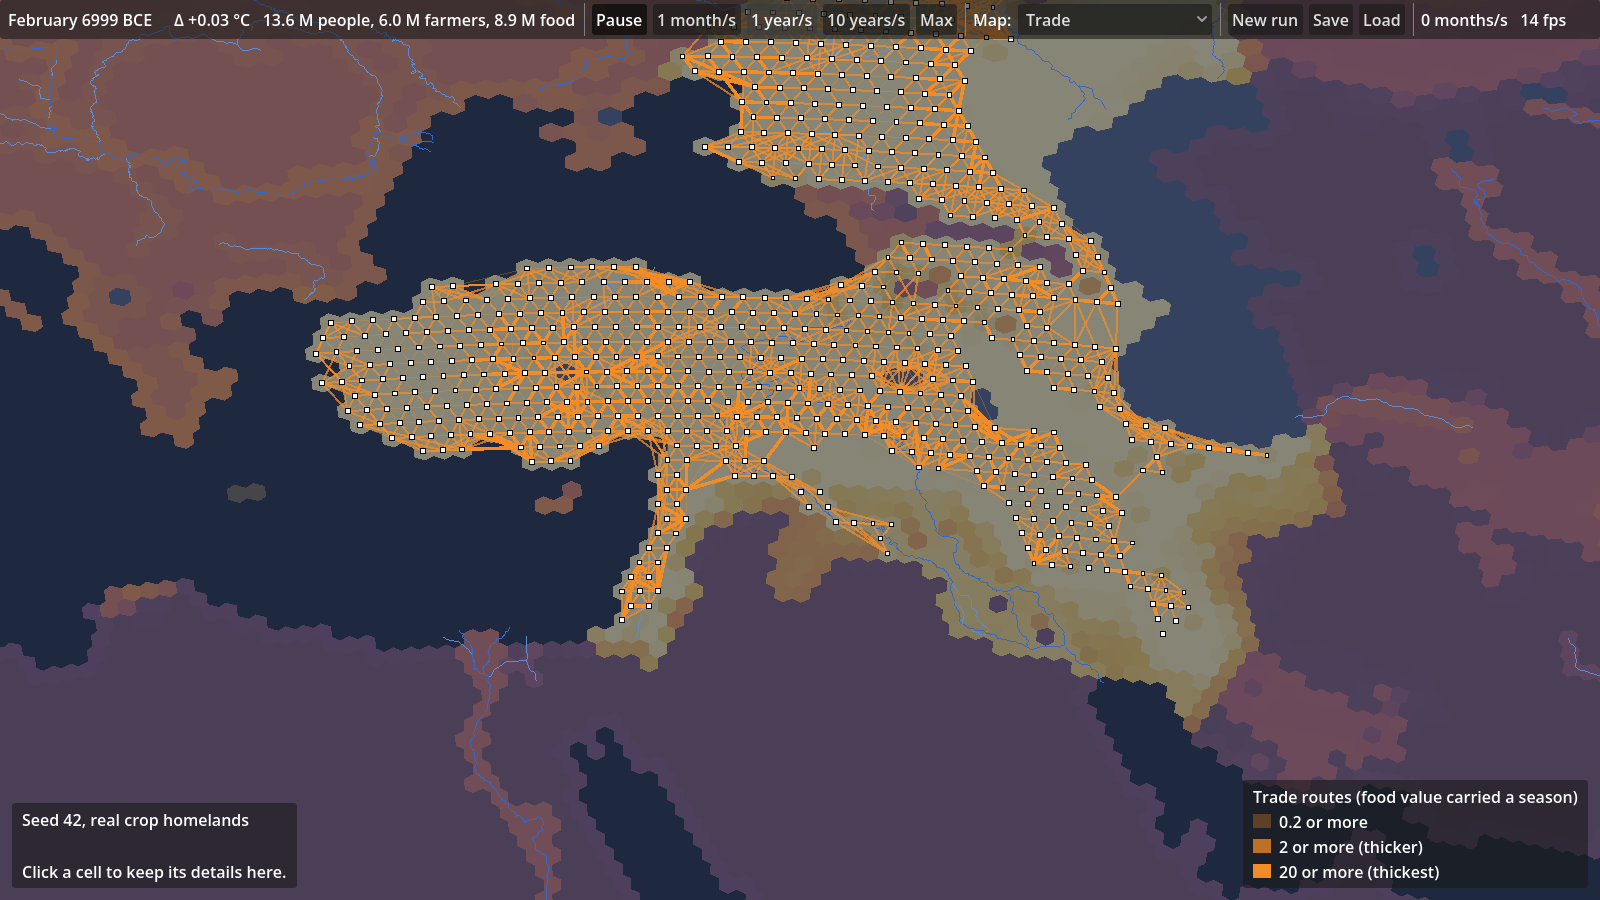 February 6999 BCE Δ +0.03 °C 13.6 M people, 6.0 M farmers, 8.9 M food Pause 1 month/s 1 year/s 10 years/s Max Map: Trade New run Save Load 0 months/s 14 fps
Seed 42, real crop homelands
Click a cell to keep its details here.
Trade routes (food value carried a season)
0.2 or more
2 or more (thicker)
20 or more (thickest)